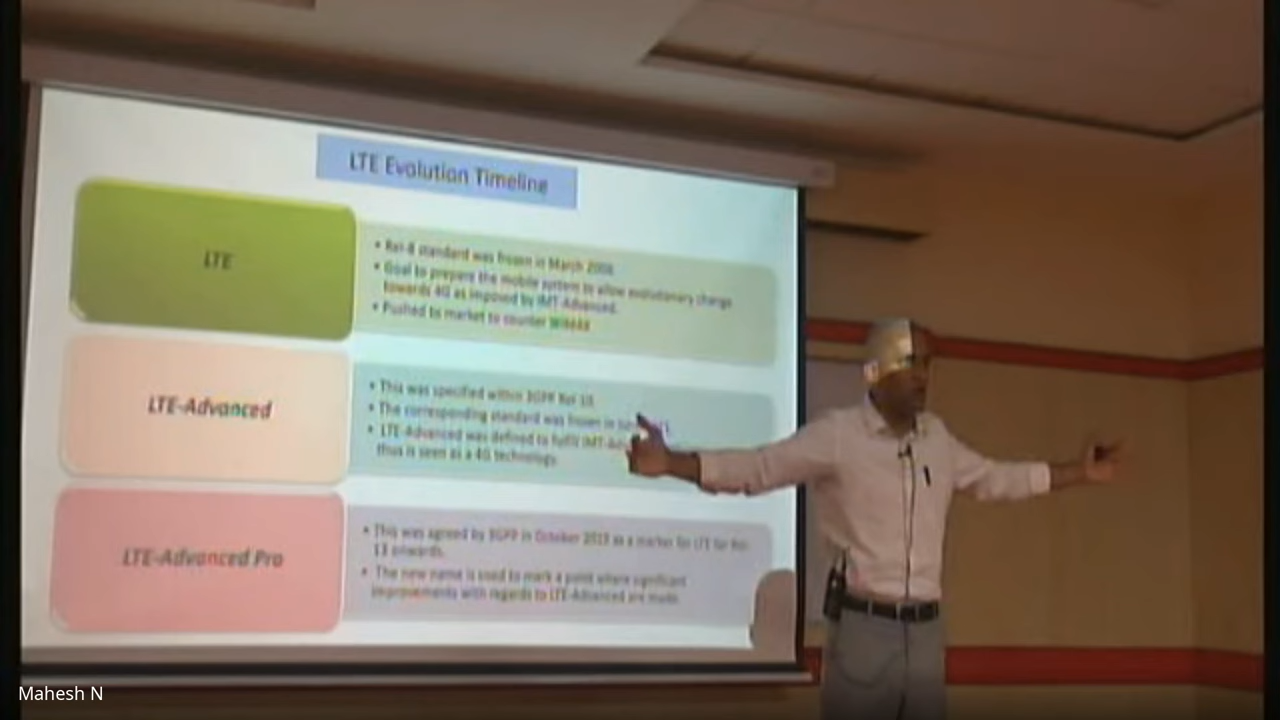 LTE Evolution Timeline
LTE
• Rel-8 standard was frozen in March 2008
• Goal to prepare the mobile system to allow evolutionary change
towards 4G as imposed by IMT-Advanced.
• Pushed to market to counter WiMAX
LTE-Advanced
• This was specified within 3GPP Rel-10.
• The corresponding standard was frozen in
• LTE-Advanced was defined to fulfil
thus is seen as a 4G technology.
LTE-Advanced Pro
• This was agreed by 3GPP in October 2015 as a marker for LTE for Rel-
13 onwards.
• The new name is used to mark a point where significant
improvements with regards to LTE-Advanced are made.
Mahesh N